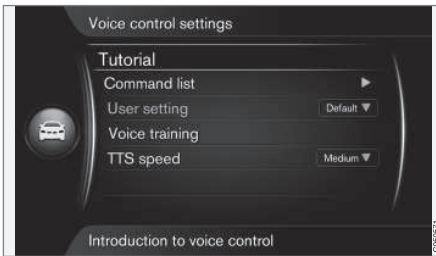 Voice control settings
Tutorial
Command list
User setting Default
Voice training
TTS speed Medium
Introduction to voice control